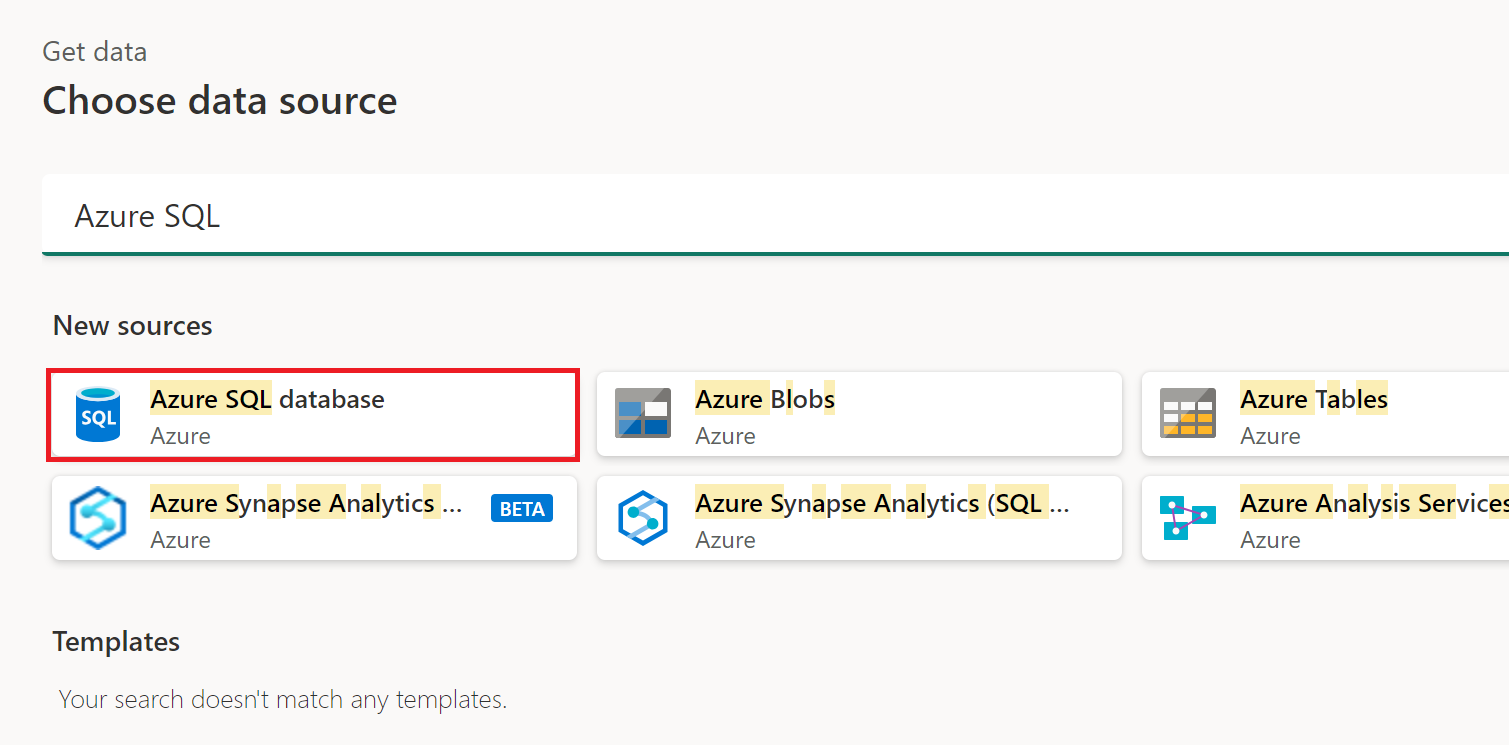 Get data
Choose data source
Azure SQL
New sources
SQL
Azure SQL database
Azure
Azure Blobs
Azure
Azure Tables
Azure
Azure Synapse Analytics ...
BETA
Azure
Azure Synapse Analytics (SQL ...
Azure
Azure Analysis Services
Azure
Templates
Your search doesn't match any templates.